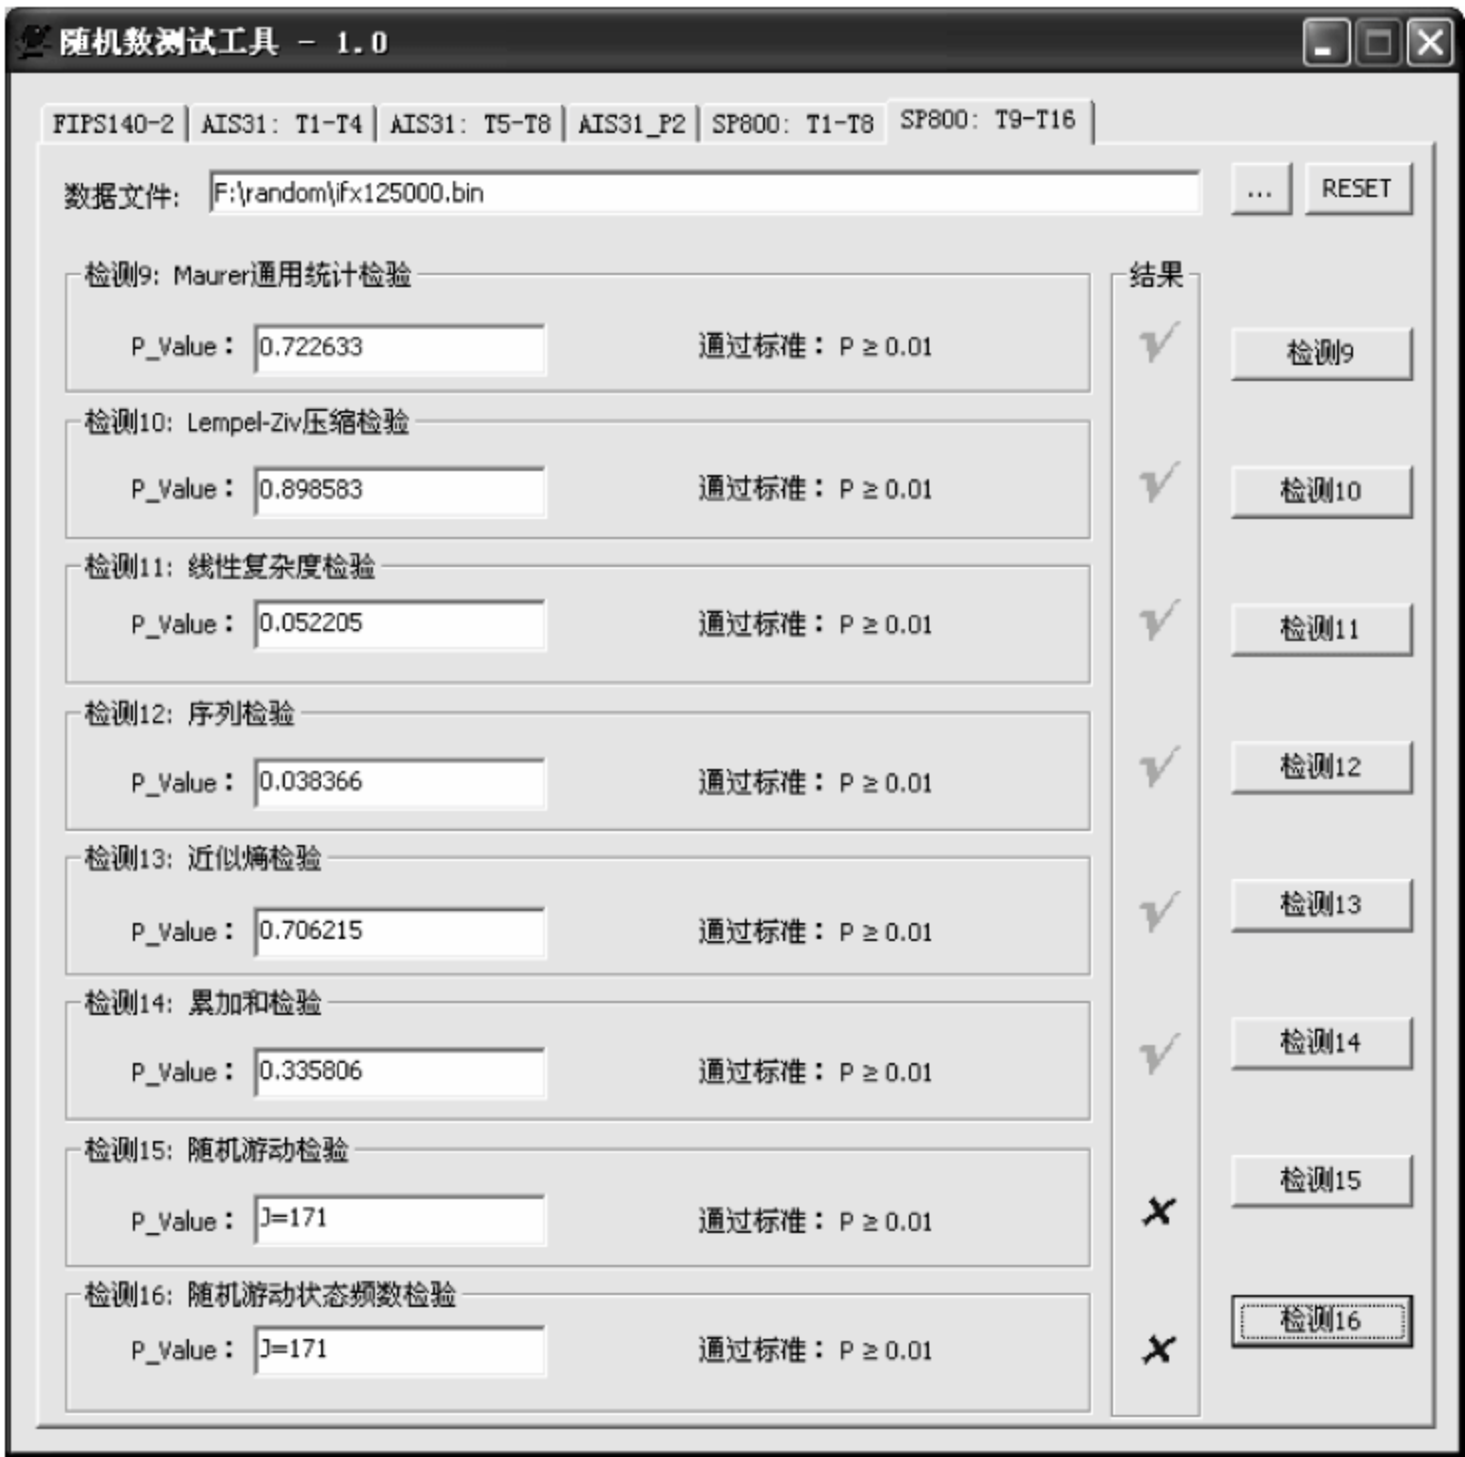 随机数测试工具 - 1.0
FIPS140-2 AIS31: T1-T4 AIS31: T5-T8 AIS31_P2 SP800: T1-T8 SP800: T9-T16
数据文件: F:\random\ifx125000.bin ... RESET
检测9: Maurer通用统计检验 结果
P_Value: 0.722633 通过标准: P ≥ 0.01 检测9
检测10: Lempel-Ziv压缩检验
P_Value: 0.898583 通过标准: P ≥ 0.01 检测10
检测11: 线性复杂度检验
P_Value: 0.052205 通过标准: P ≥ 0.01 检测11
检测12: 序列检验
P_Value: 0.038366 通过标准: P ≥ 0.01 检测12
检测13: 近似熵检验
P_Value: 0.706215 通过标准: P ≥ 0.01 检测13
检测14: 累加和检验
P_Value: 0.335806 通过标准: P ≥ 0.01 检测14
检测15: 随机游动检验
P_Value: J=171 通过标准: P ≥ 0.01 检测15
检测16: 随机游动状态频数检验
P_Value: J=171 通过标准: P ≥ 0.01 检测16